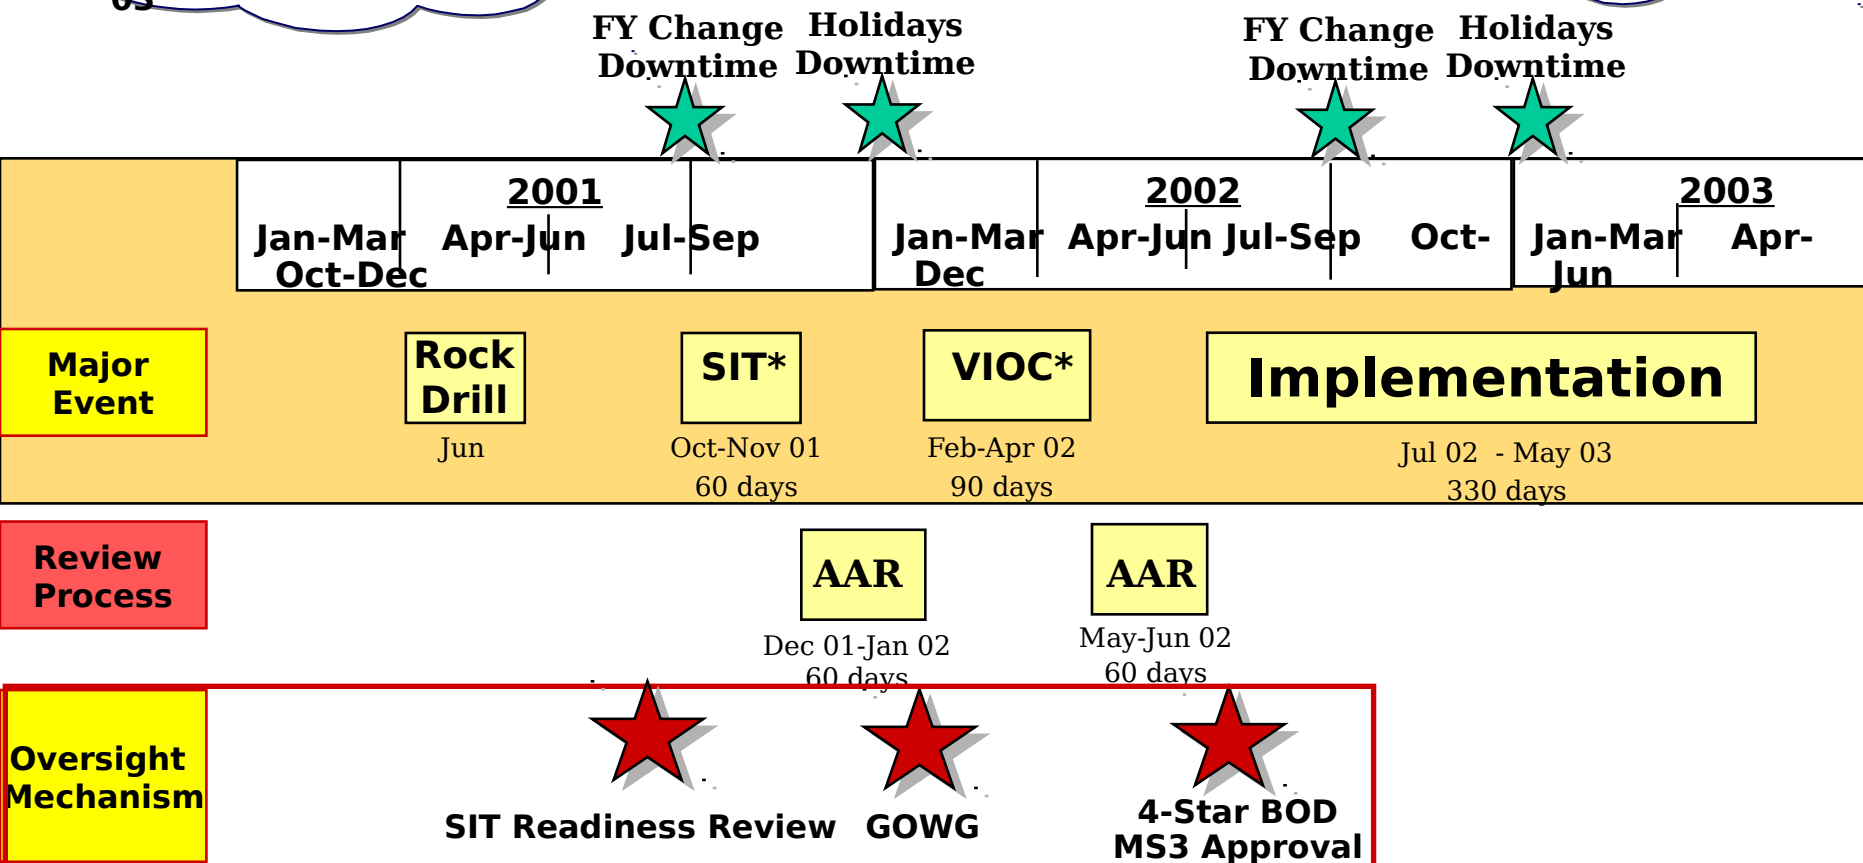 03
FY Change
Downtime
Holidays
Downtime
FY Change
Downtime
Holidays
Downtime
2001
Jan-Mar Apr-Jun Jul-Sep
Oct-Dec
2002
Jan-Mar Apr-Jun Jul-Sep Oct-
Dec
2003
Jan-Mar Apr-
Jun
Major
Event
Rock
Drill
Jun
SIT*
Oct-Nov 01
60 days
VIOC*
Feb-Apr 02
90 days
Implementation
Jul 02 - May 03
330 days
Review
Process
AAR
Dec 01-Jan 02
60 days
AAR
May-Jun 02
60 days
Oversight
Mechanism
SIT Readiness Review
GOWG
4-Star BOD
MS3 Approval